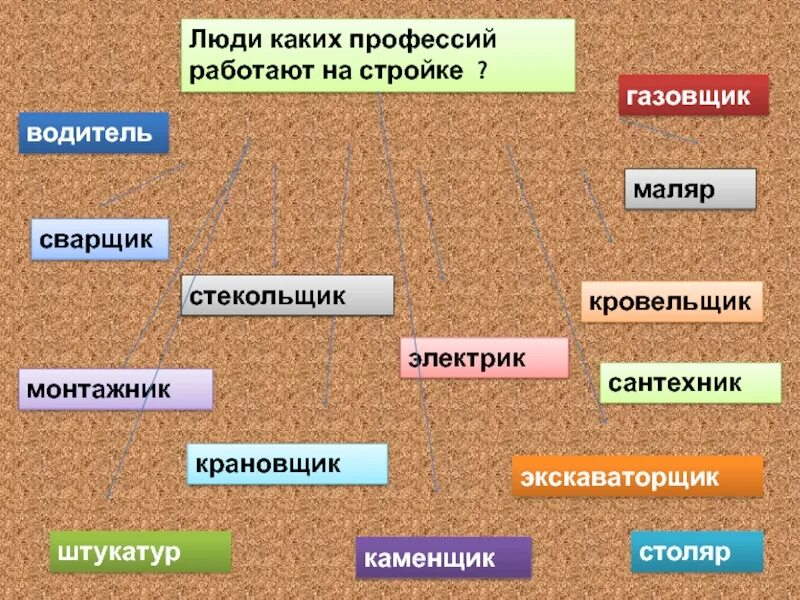 Люди каких профессий
работают на стройке ?
газовщик
водитель
маляр
сварщик
стекольщик
кровельщик
электрик
монтажник
сантехник
крановщик
экскаваторщик
штукатур
каменщик
столяр